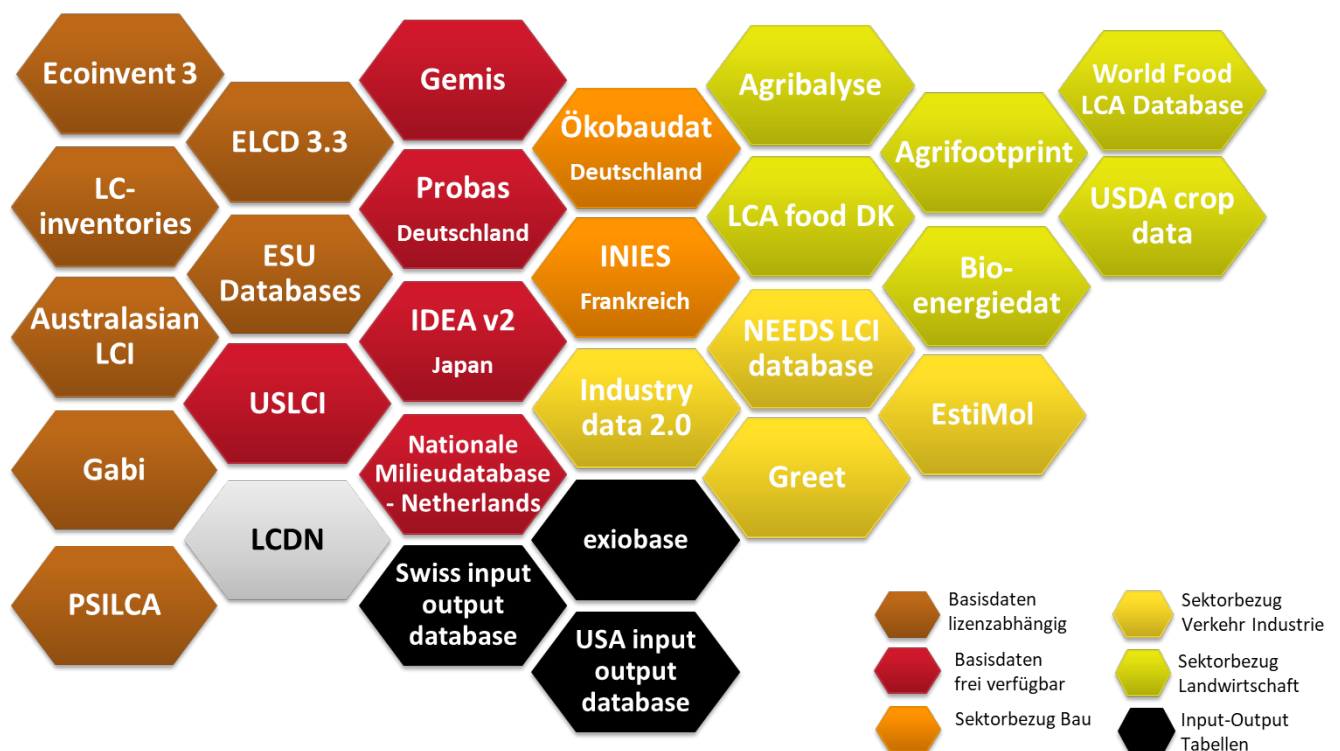 Ecoinvent 3
LC-
inventories
Australasian
LCI
Gabi
PSILCA
ELCD 3.3
ESU
Databases
USLCI
LCDN
Gemis
Probas
Deutschland
IDEA v2
Japan
Nationale
Milieudatabase
- Netherlands
Swiss input
output
database
Ökobaudat
Deutschland
INIES
Frankreich
Industry
data 2.0
exiobase
USA input
output
database
Agribalyse
LCA food DK
NEEDS LCI
database
Greet
Agrifootprint
Bio-
energiedat
EstiMol
World Food
LCA Database
USDA crop
data
Basisdaten
lizenzabhängig
Basisdaten
frei verfügbar
Sektorbezug Bau
Sektorbezug
Verkehr Industrie
Sektorbezug
Landwirtschaft
Input-Output
Tabellen